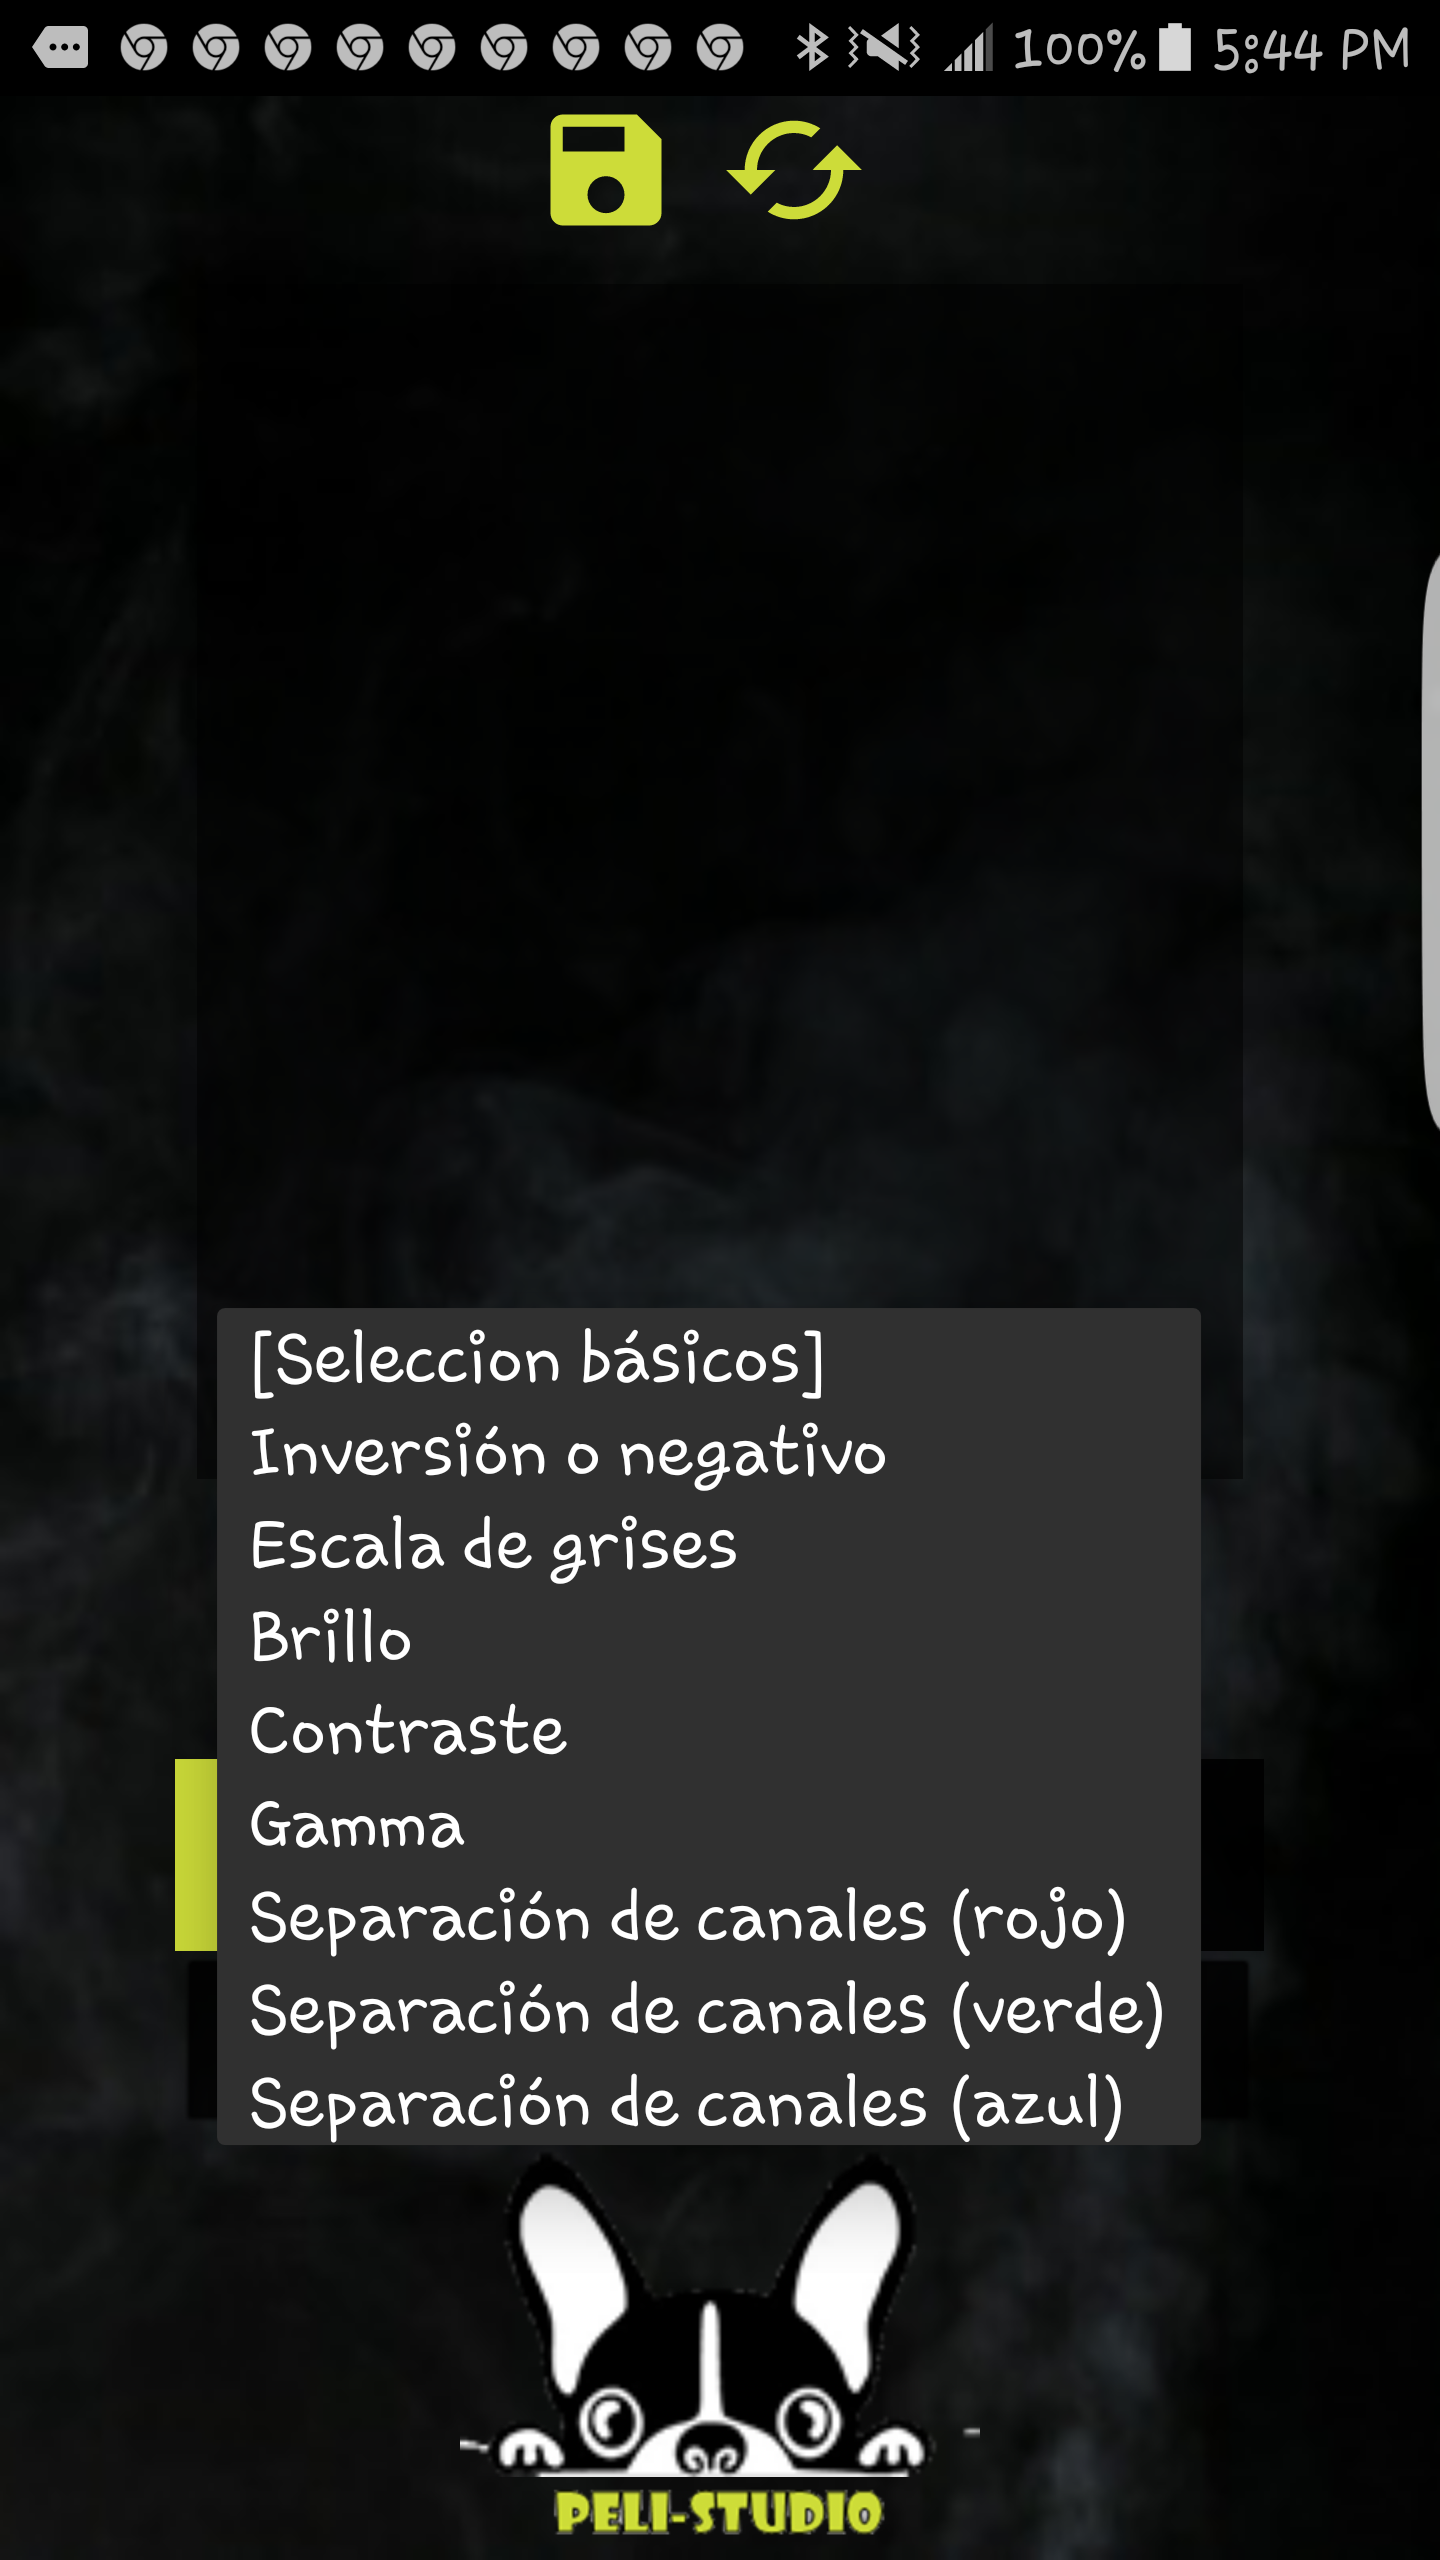 100% 5:44 PM
[Seleccion básicos]
Inversión o negativo
Escala de grises
Brillo
Contraste
Gamma
Separación de canales (rojo)
Separación de canales (verde)
Separación de canales (azul)
PELI-STUDIO